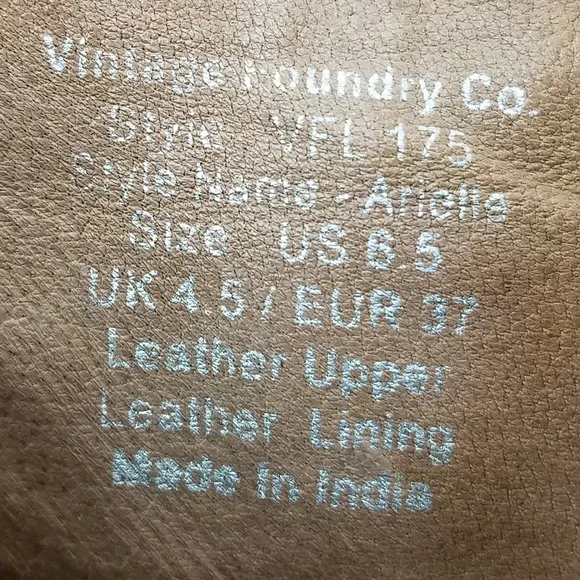 Vintage Foundry Co.
Style VFL 175
Style Name - Arielle
Size US 6.5
UK 4.5 / EUR 37
Leather Upper
Leather Lining
Made In India